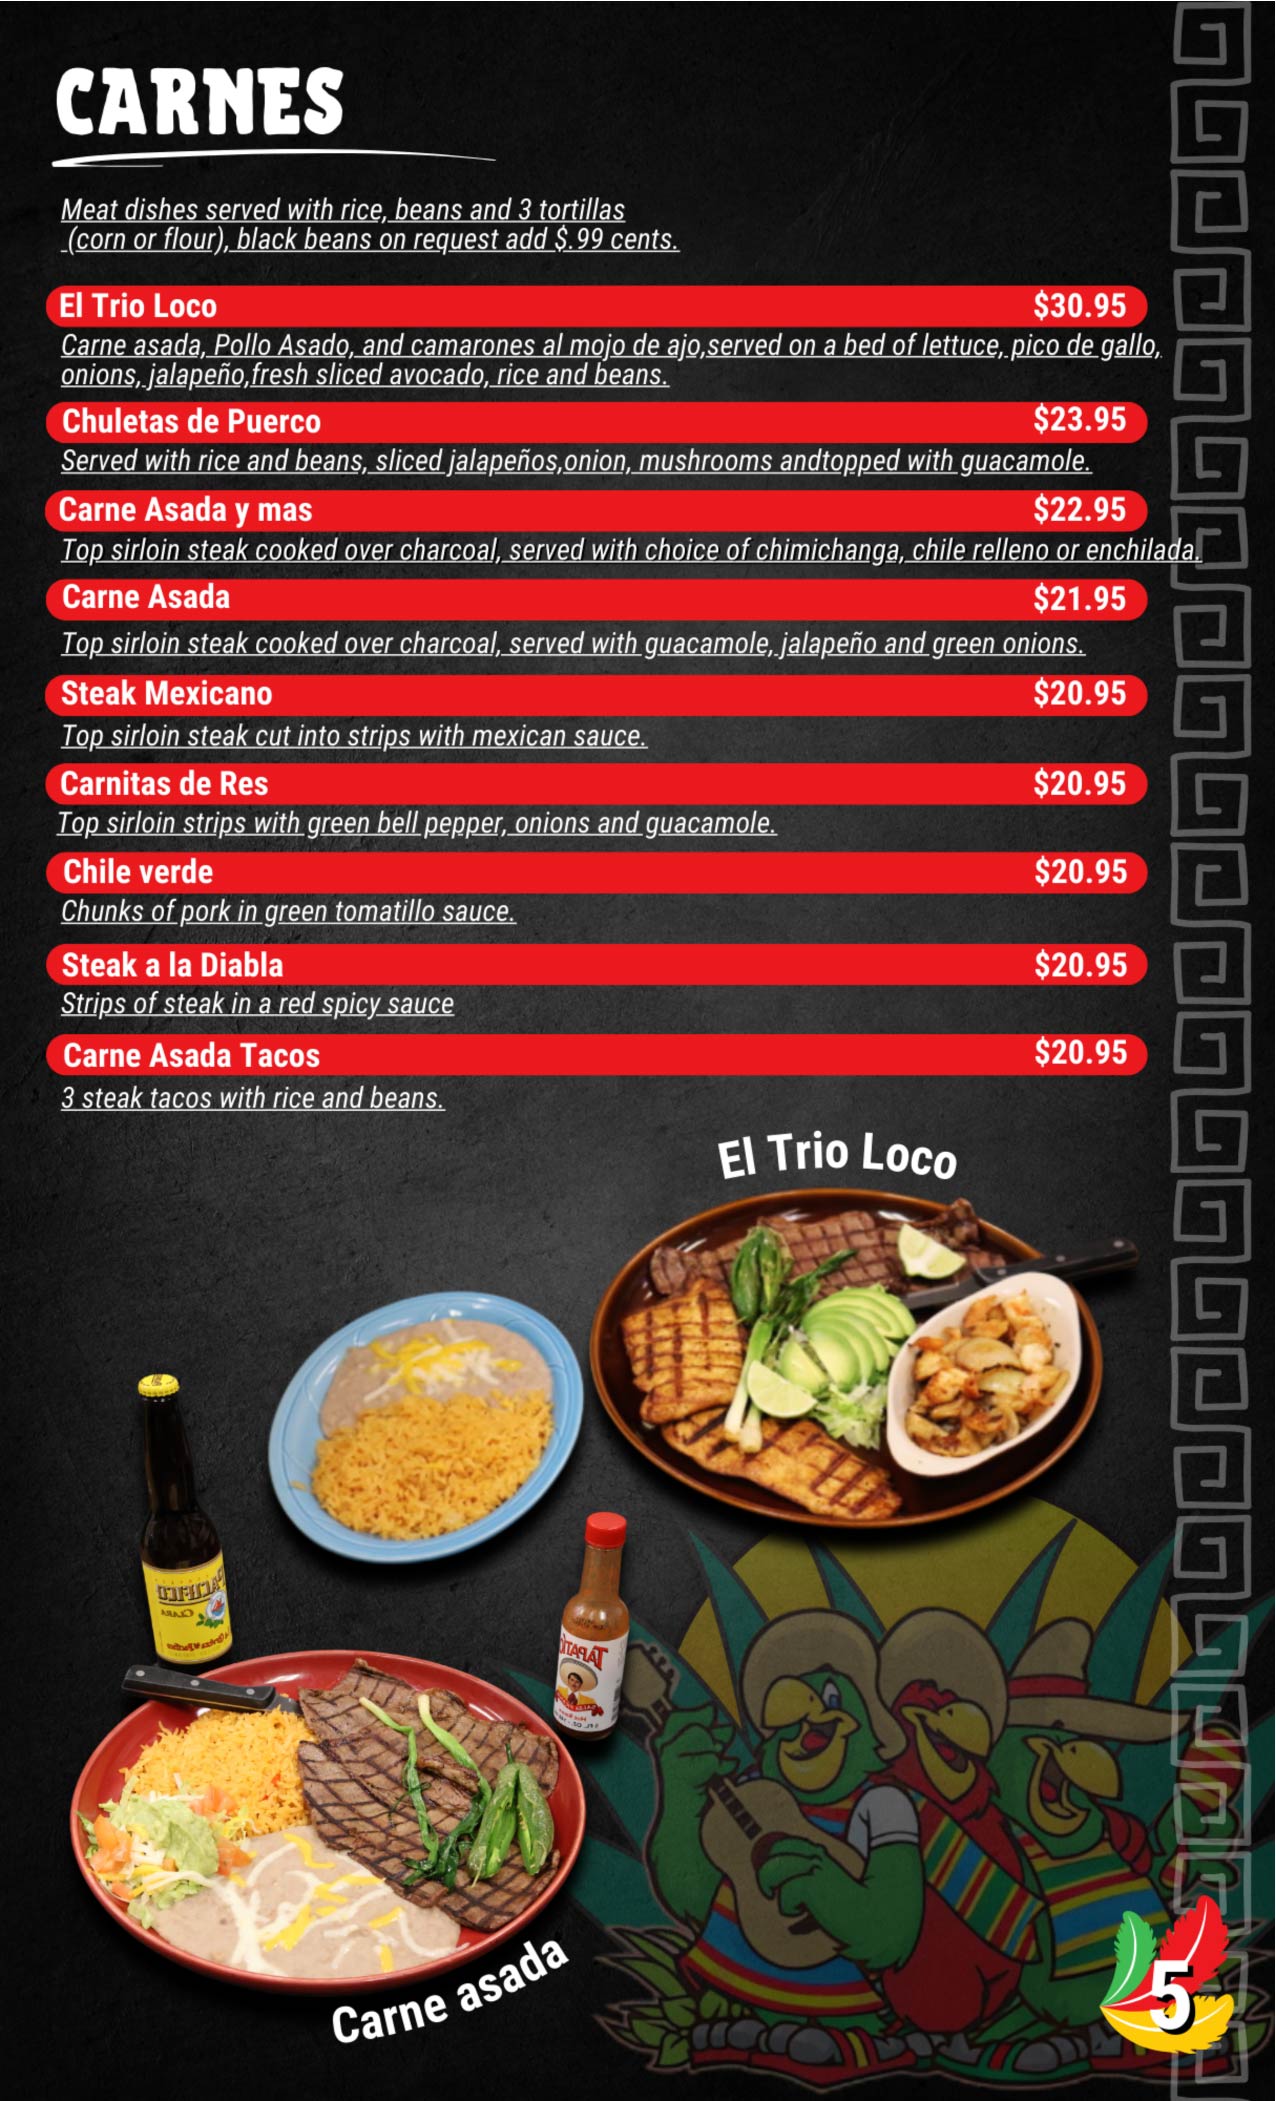 CARNES
Meat dishes served with rice, beans and 3 tortillas
(corn or flour), black beans on request add $.99 cents.
El Trio Loco $30.95
Carne asada, Pollo Asado, and camarones al mojo de ajo,served on a bed of lettuce, pico de gallo,
onions, jalapeño,fresh sliced avocado, rice and beans.
Chuletas de Puerco $23.95
Served with rice and beans, sliced jalapeños,onion, mushrooms andtopped with guacamole.
Carne Asada y mas $22.95
Top sirloin steak cooked over charcoal, served with choice of chimichanga, chile relleno or enchilada.
Carne Asada $21.95
Top sirloin steak cooked over charcoal, served with guacamole, jalapeño and green onions.
Steak Mexicano $20.95
Top sirloin steak cut into strips with mexican sauce.
Carnitas de Res $20.95
Top sirloin strips with green bell pepper, onions and guacamole.
Chile verde $20.95
Chunks of pork in green tomatillo sauce.
Steak a la Diabla $20.95
Strips of steak in a red spicy sauce
Carne Asada Tacos $20.95
3 steak tacos with rice and beans.
El Trio Loco
PACIFICO
CLARA
TAPATIO
Carne asada
5